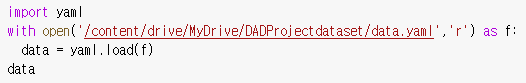 import yaml
with open('/content/drive/MyDrive/DADProjectdataset/data.yaml','r') as f:
  data = yaml.load(f)
data